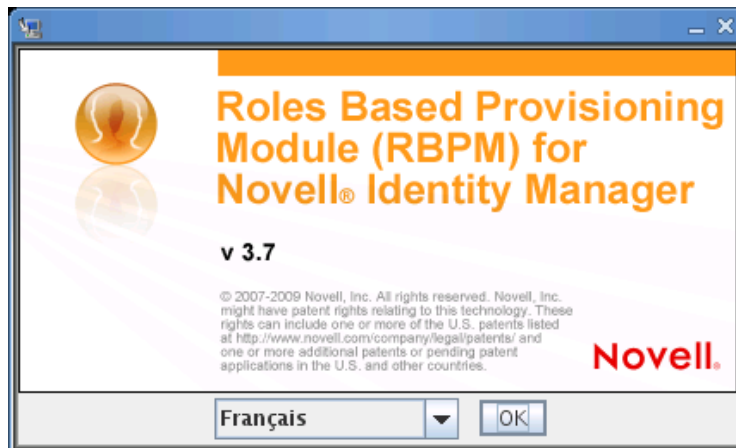 Roles Based Provisioning
Module (RBPM) for
Novell® Identity Manager
v 3.7
© 2007-2009 Novell, Inc. All rights reserved. Novell, Inc.
might have patent rights relating to this technology. These
rights can include one or more of the U.S. patents listed
at http://www.novell.com/company/legal/patents/ and
one or more additional patents or pending patent
applications in the U.S. and other countries.
Novell®
Français
OK